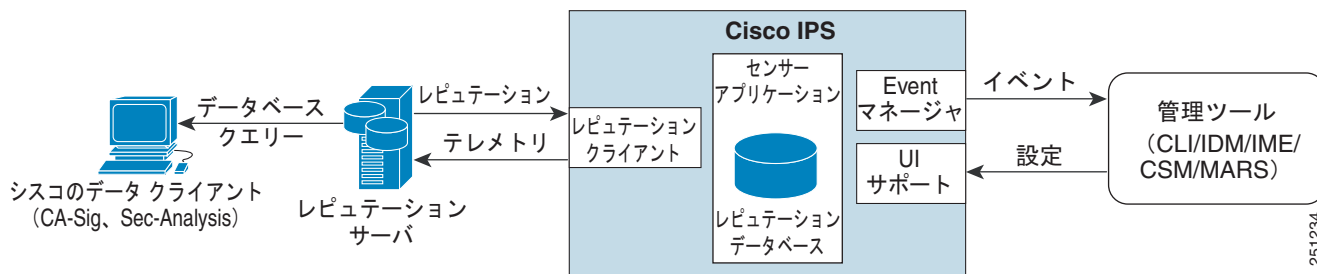 Cisco IPS
データベース
クエリー
シスコのデータ クライアント
（CA-Sig、Sec-Analysis）
レピュテーション
サーバ
レピュテーション
テレメトリ
レピュテーション
クライアント
センサー
アプリケーション
レピュテーション
データベース
Event
マネージャ
UI
サポート
イベント
設定
管理ツール
（CLI/IDM/IME/
CSM/MARS）
251234